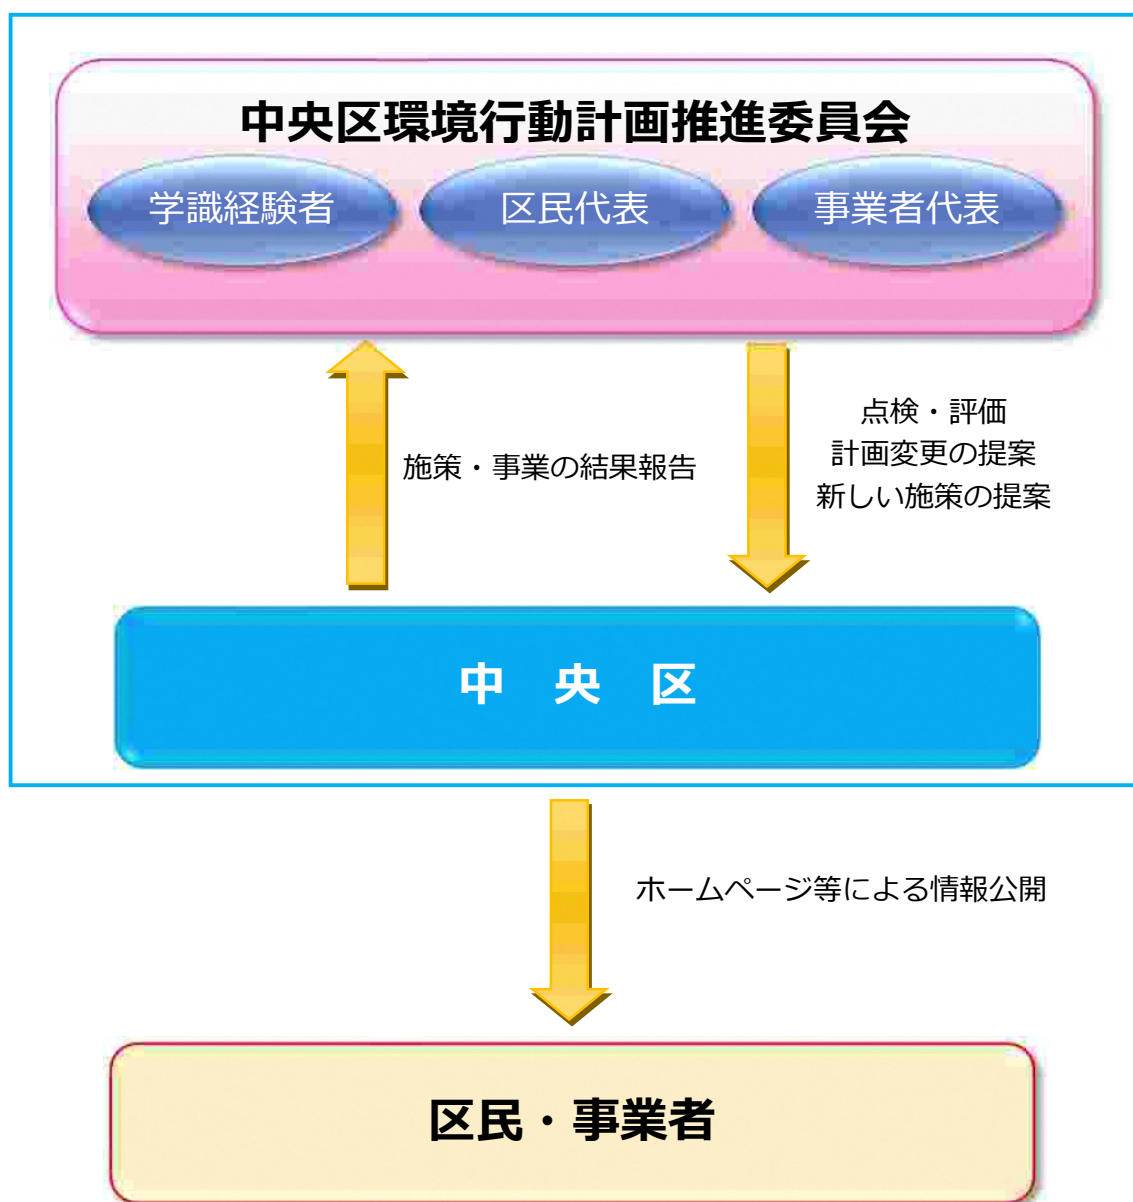 中央区環境行動計画推進委員会
学識経験者
区民代表
事業者代表
施策・事業の結果報告
点検・評価
計画変更の提案
新しい施策の提案
中　央　区
ホームページ等による情報公開
区民・事業者